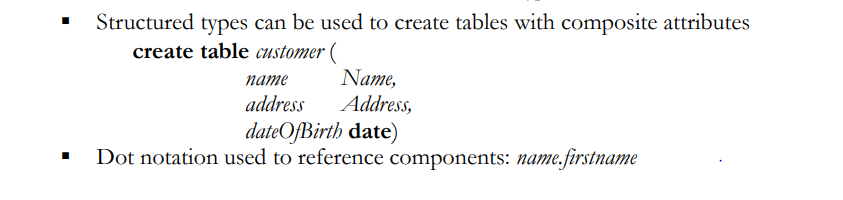 ▪ Structured types can be used to create tables with composite attributes
create table customer (
name Name,
address Address,
dateOfBirth date)
▪ Dot notation used to reference components: name.firstname